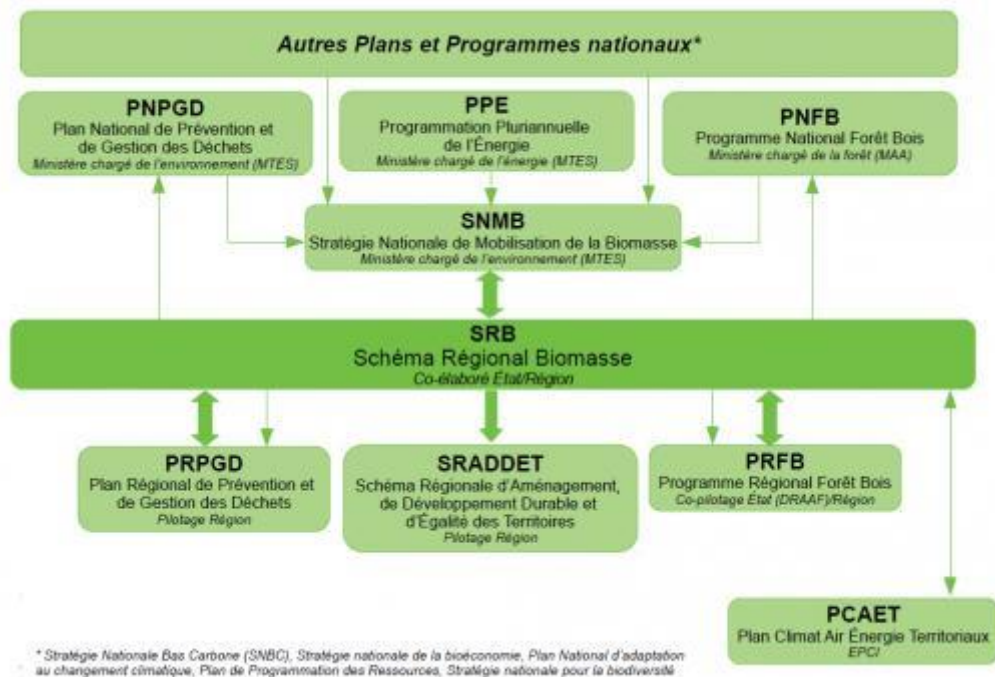 Autres Plans et Programmes nationaux*
PNPGD
Plan National de Prévention et
de Gestion des Déchets
Ministère chargé de l'environnement (MTES)
PPE
Programmation Pluriannuelle
de l'Énergie
Ministère chargé de l'énergie (MTES)
PNFB
Programme National Forêt Bois
Ministère chargé de la forêt (MAA)
SNMB
Stratégie Nationale de Mobilisation de la Biomasse
Ministère chargé de l'environnement (MTES)
SRB
Schéma Régional Biomasse
Co-élaboré État/Région
PRPGD
Plan Régional de Prévention et
de Gestion des Déchets
Pilotage Région
SRADDET
Schéma Régionale d'Aménagement,
de Développement Durable et
d'Égalité des Territoires
Pilotage Région
PRFB
Programme Régional Forêt Bois
Co-pilotage État (DRAAF)/Région
PCAET
Plan Climat Air Énergie Territoriaux
EPCI
* Stratégie Nationale Bas Carbone (SNBC), Stratégie nationale de la bioéconomie, Plan National d'adaptation
au changement climatique, Plan de Programmation des Ressources, Stratégie nationale pour la biodiversité